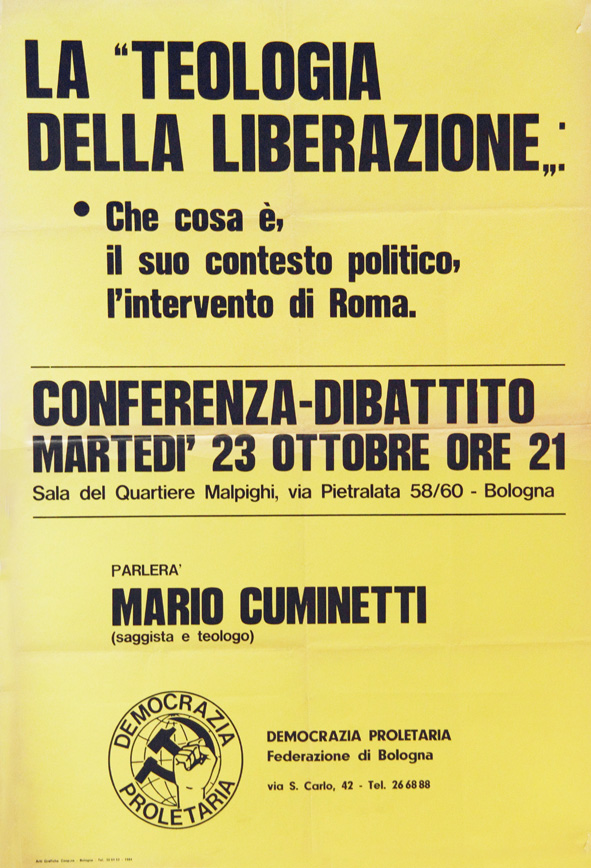 LA “TEOLOGIA
DELLA LIBERAZIONE„:
• Che cosa è,
il suo contesto politico,
l'intervento di Roma.
CONFERENZA-DIBATTITO
MARTEDI' 23 OTTOBRE ORE 21
Sala del Quartiere Malpighi, via Pietralata 58/60 - Bologna
PARLERA'
MARIO CUMINETTI
(saggista e teologo)
DEMOCRAZIA
PROLETARIA
DEMOCRAZIA PROLETARIA
Federazione di Bologna
via S. Carlo, 42 - Tel. 26 68 88